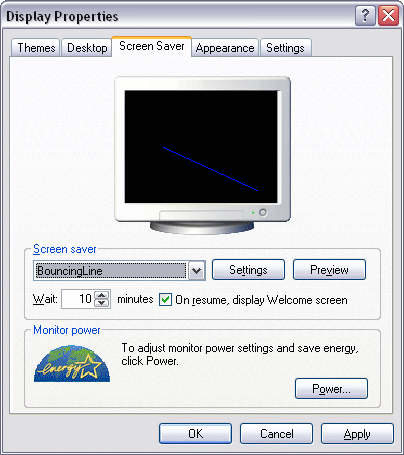 Display Properties
Themes
Desktop
Screen Saver
Appearance
Settings
Screen saver
BouncingLine
Settings
Preview
Wait:
10
minutes
On resume, display Welcome screen
Monitor power
energy
To adjust monitor power settings and save energy,
click Power.
Power...
OK
Cancel
Apply